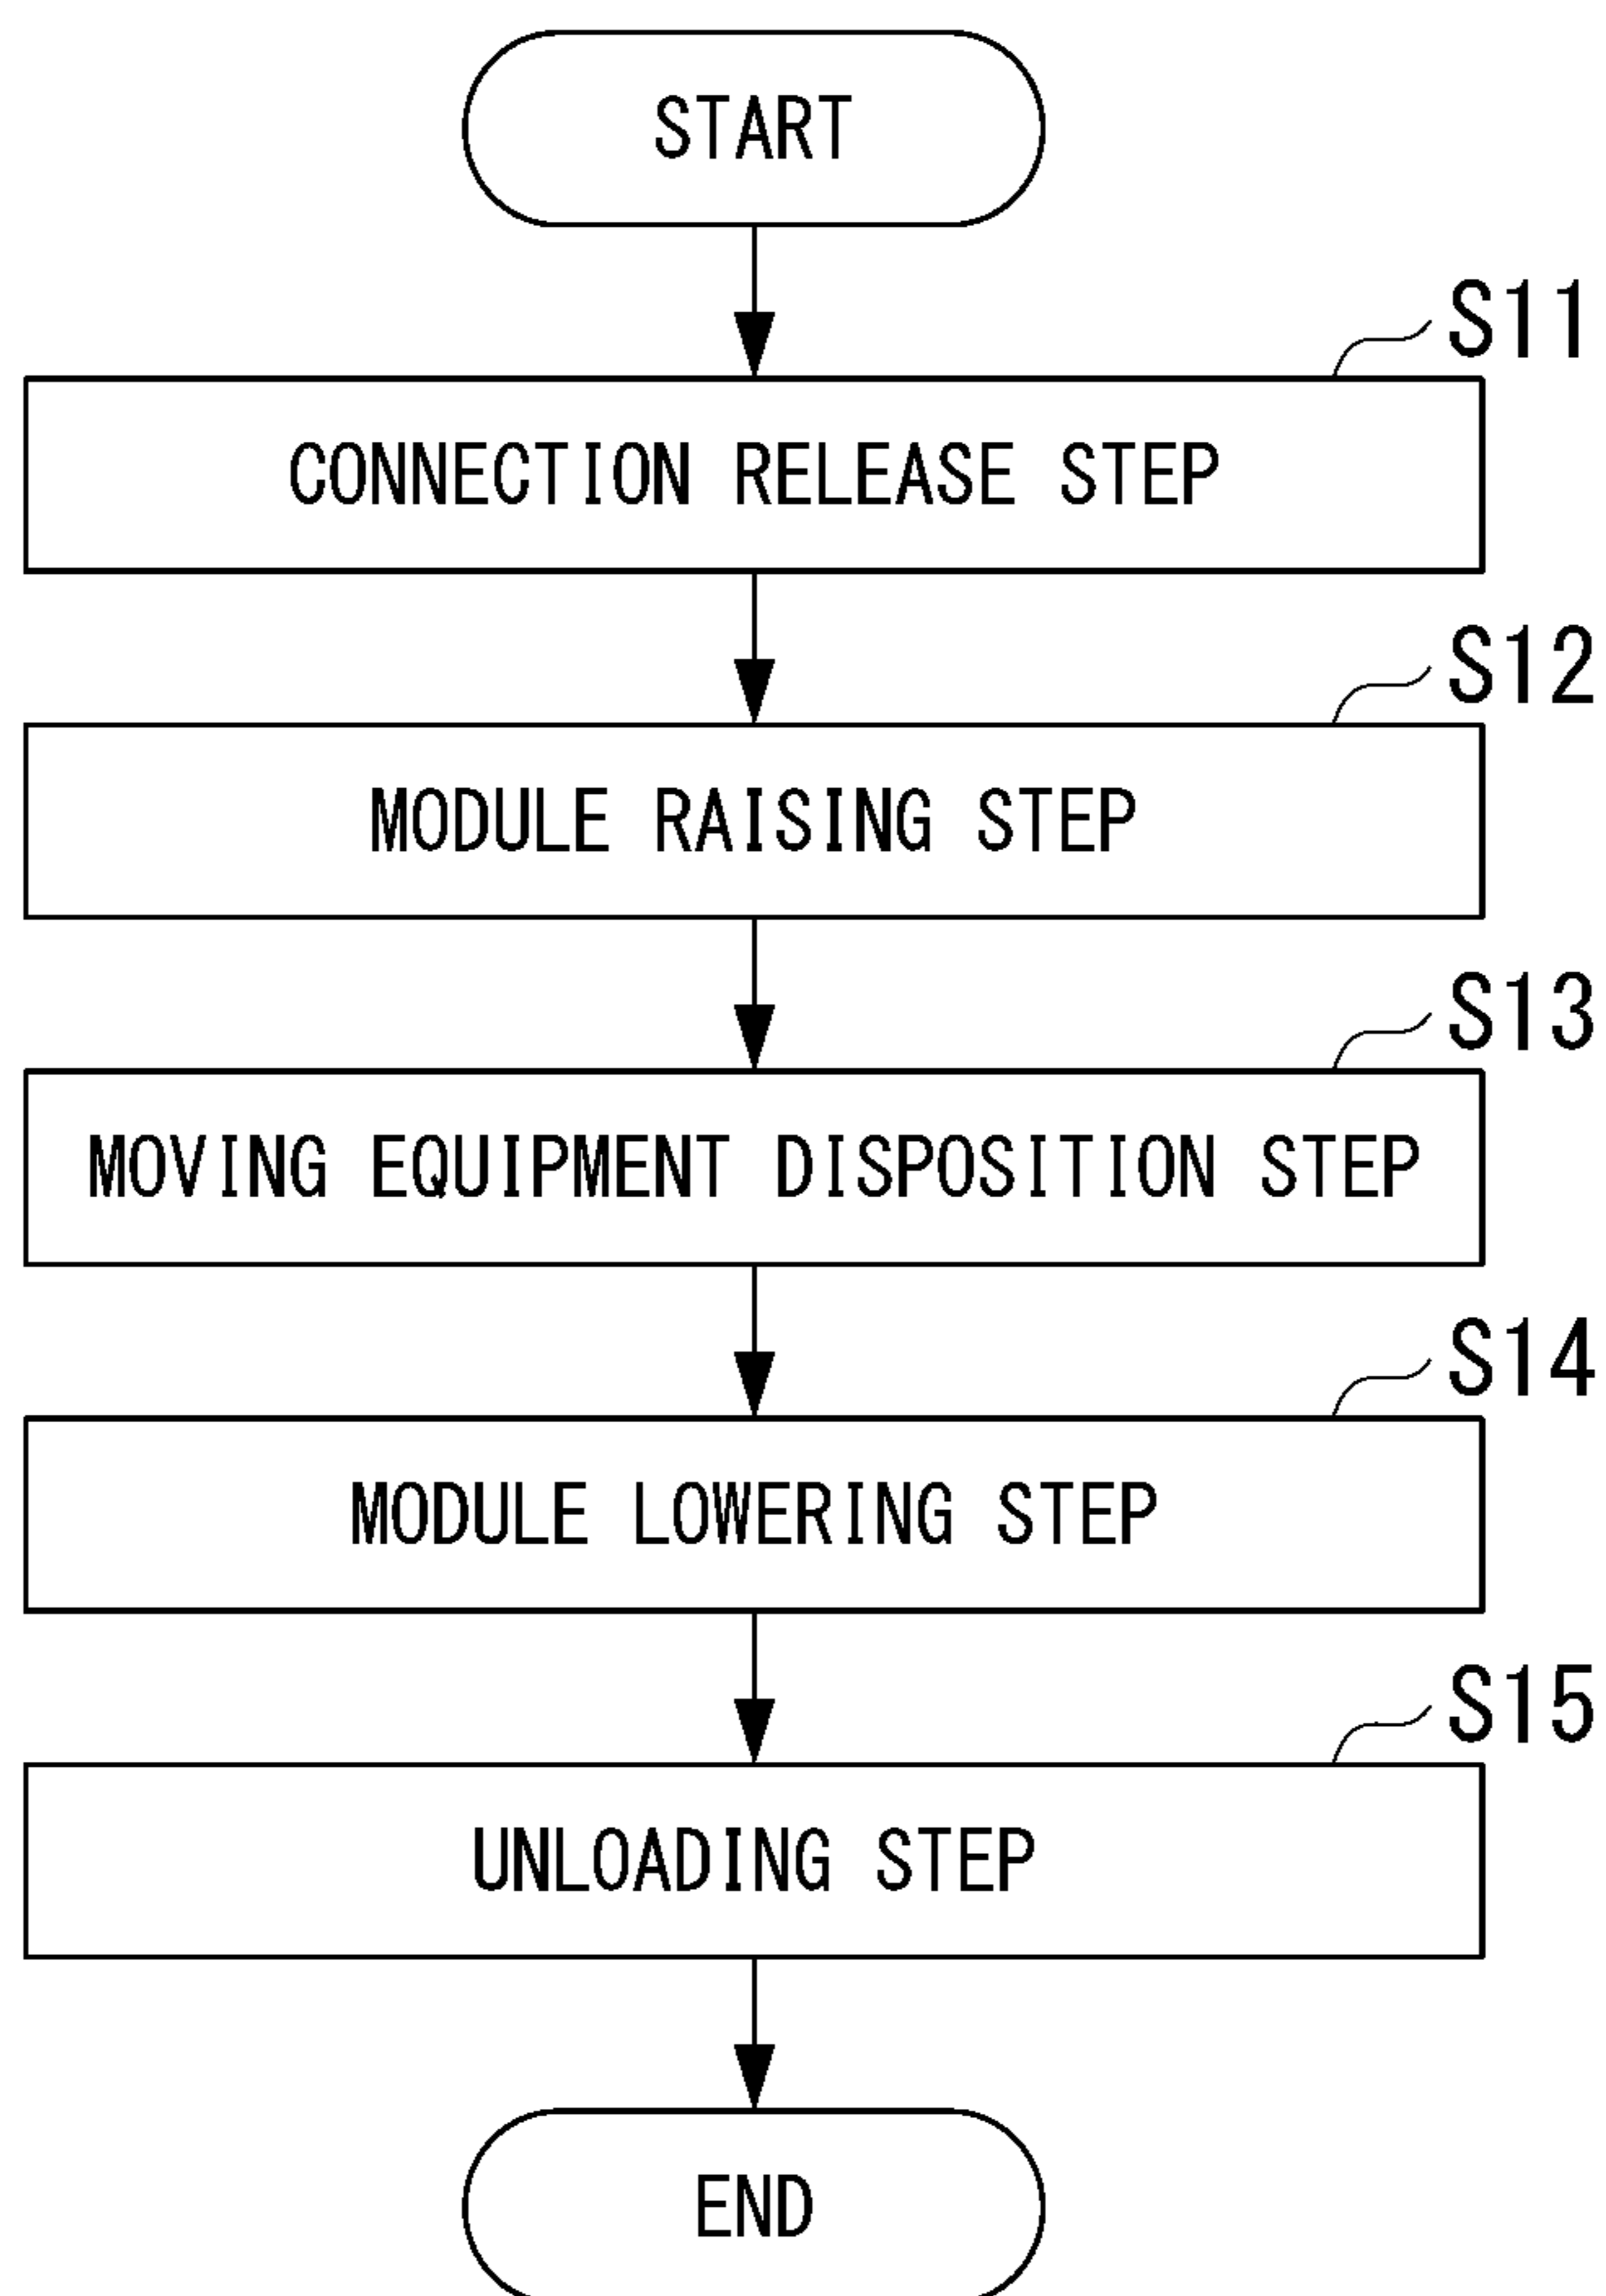 START
S11
CONNECTION RELEASE STEP
S12
MODULE RAISING STEP
S13
MOVING EQUIPMENT DISPOSITION STEP
S14
MODULE LOWERING STEP
S15
UNLOADING STEP
END